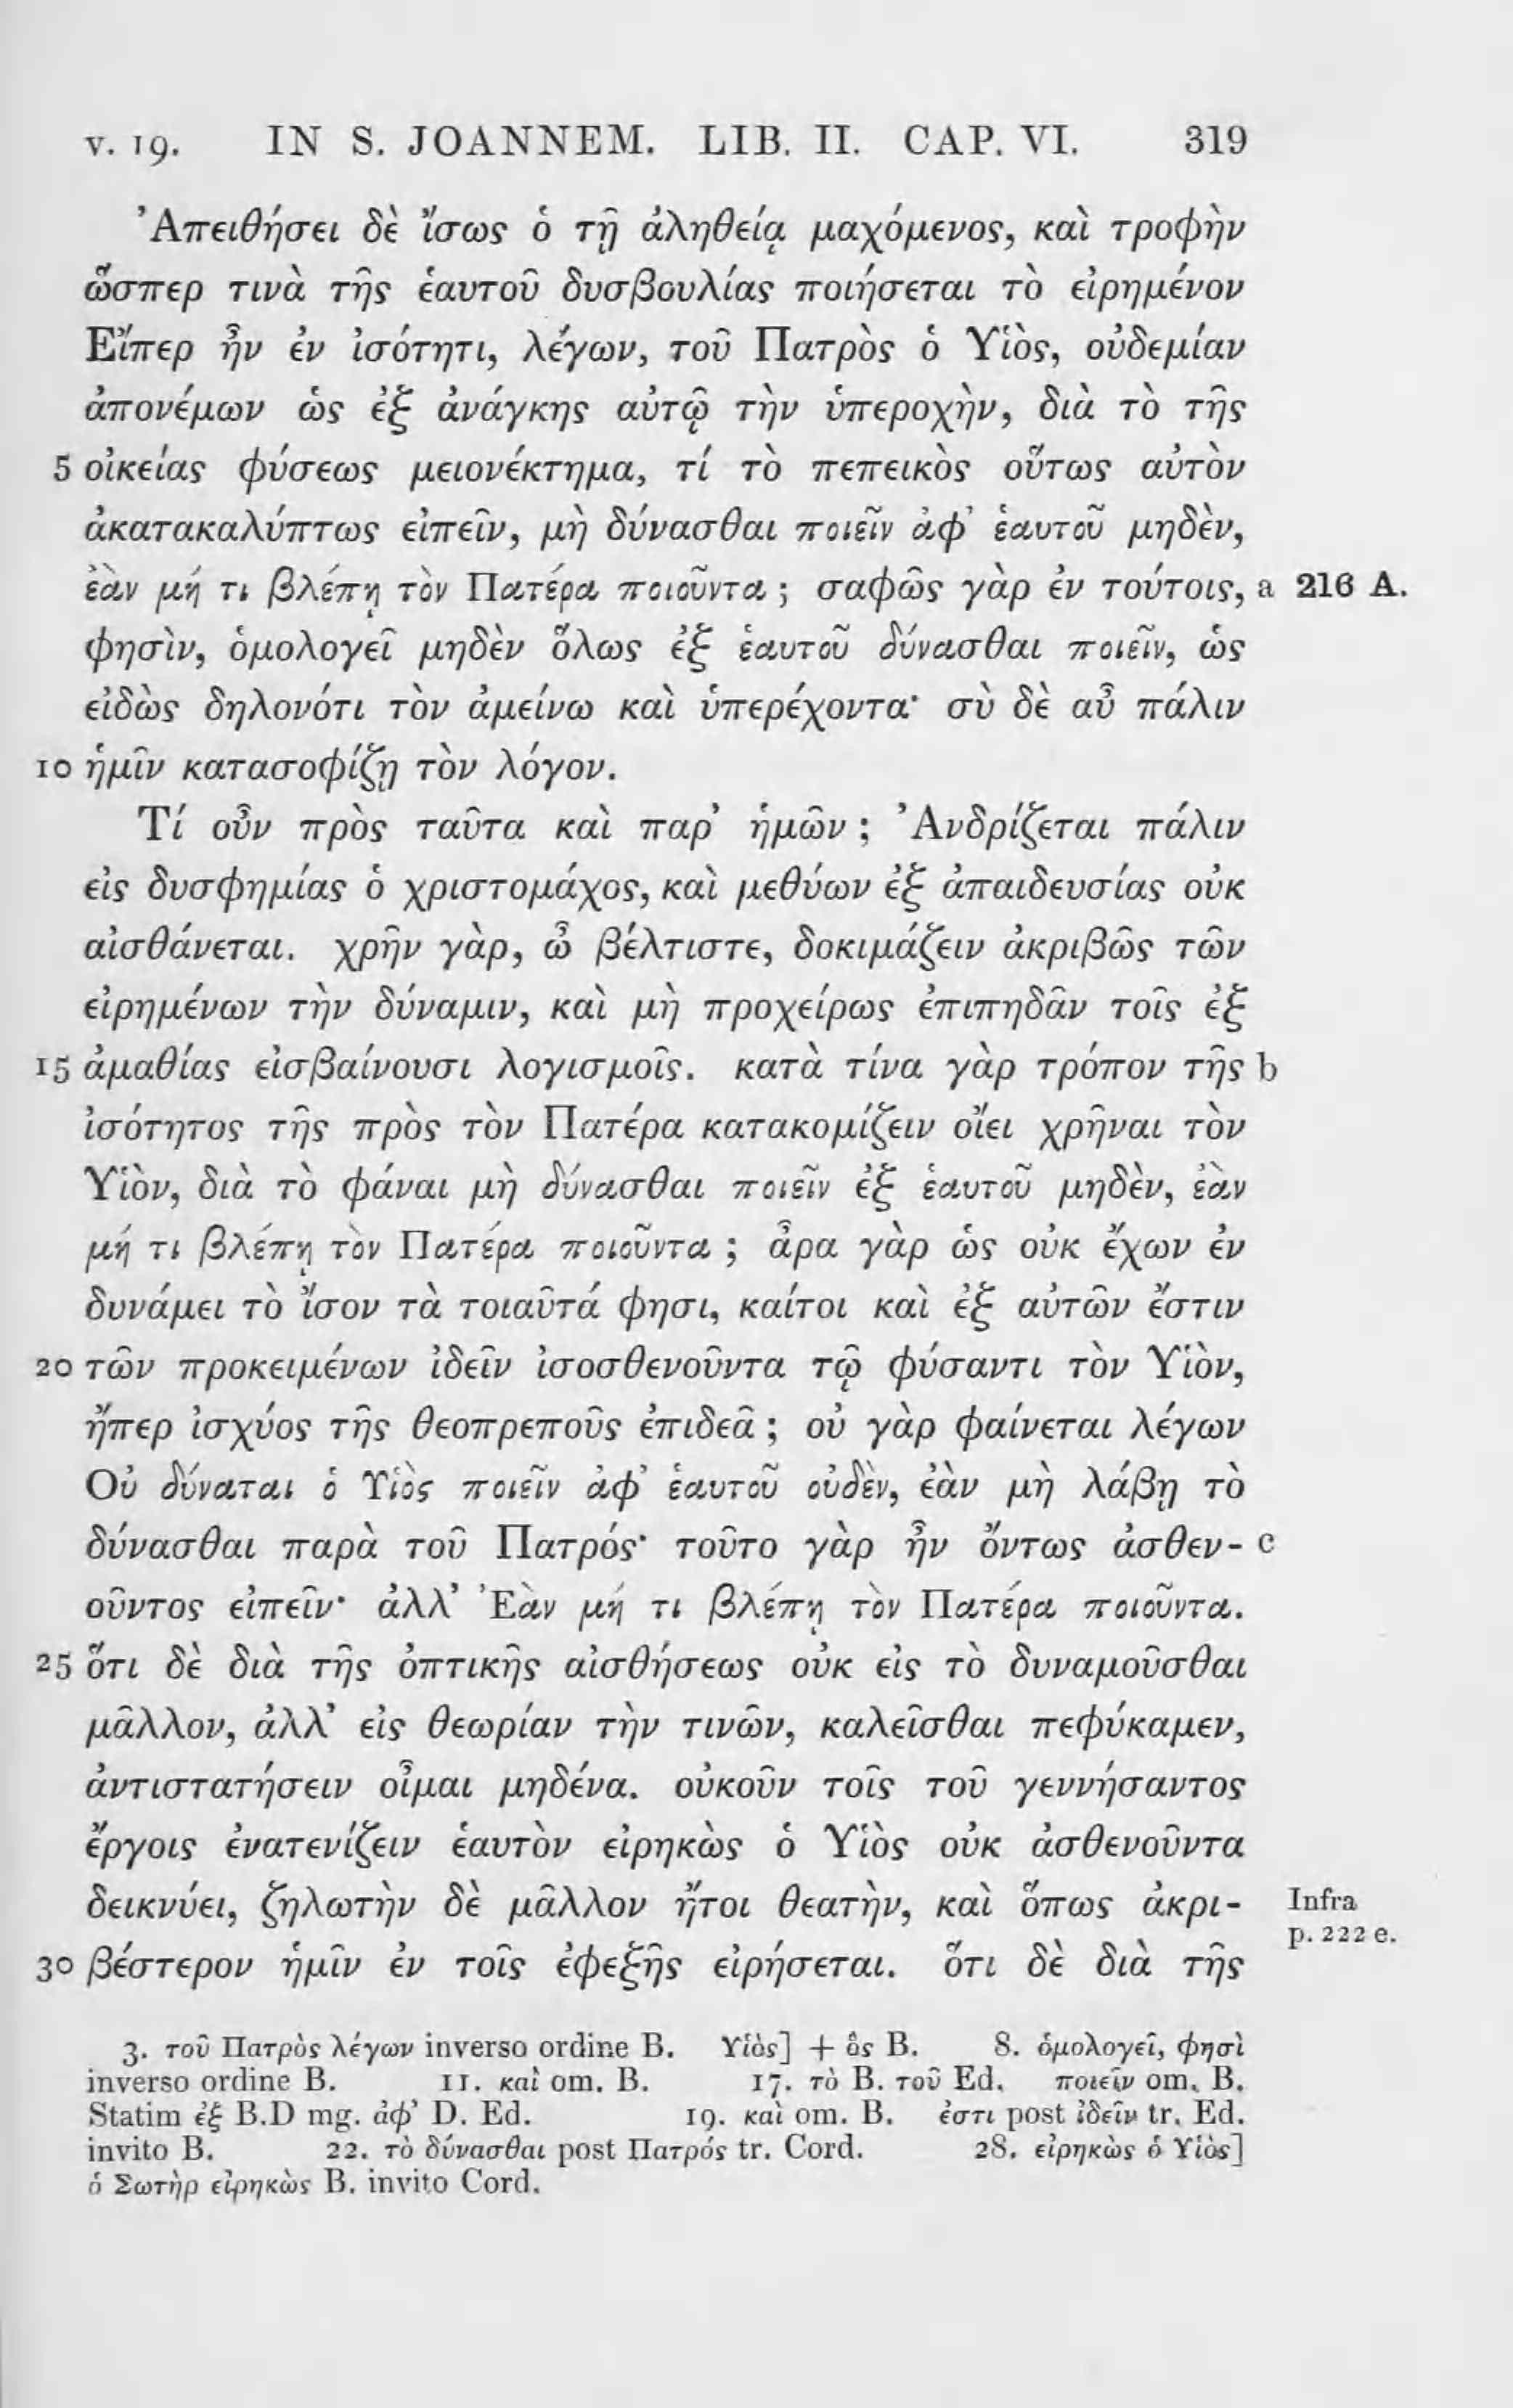 v. 19. IN S. JOANNEM. LIB. II. CAP. VI. 319
Ἀπειθήσει δὲ ἴσως ὁ τῇ ἀληθείᾳ μαχόμενος, καὶ τροφὴν
ὥσπερ τινὰ τῆς ἑαυτοῦ δυσβουλίας ποιήσεται τὸ εἰρημένον
Εἴπερ ἦν ἐν ἰσότητι, λέγων, τοῦ Πατρὸς ὁ Υἱὸς, οὐδεμίαν
ἀπονέμων ὡς ἐξ ἀνάγκης αὐτῷ τὴν ὑπεροχὴν, διὰ τὸ τῆς
5 οἰκείας φύσεως μειονέκτημα, τί τὸ πεπεικὸς οὕτως αὐτὸν
ἀκατακαλύπτως εἰπεῖν, μὴ δύνασθαι ποιεῖν ἀφ' ἑαυτοῦ μηδὲν,
ἐὰν μή τι βλέπῃ τὸν Πατέρα ποιοῦντα ; σαφῶς γὰρ ἐν τούτοις, a 216 A.
φησὶν, ὁμολογεῖ μηδὲν ὅλως ἐξ ἑαυτοῦ δύνασθαι ποιεῖν, ὡς
εἰδὼς δηλονότι τὸν ἀμείνω καὶ ὑπερέχοντα· σὺ δὲ αὖ πάλιν
10 ἡμῖν κατασοφίζῃ τὸν λόγον.
Τί οὖν πρὸς ταῦτα καὶ παρ' ἡμῶν ; Ἀνδρίζεται πάλιν
εἰς δυσφημίας ὁ χριστομάχος, καὶ μεθύων ἐξ ἀπαιδευσίας οὐκ
αἰσθάνεται. χρῆν γὰρ, ὦ βέλτιστε, δοκιμάζειν ἀκριβῶς τῶν
εἰρημένων τὴν δύναμιν, καὶ μὴ προχείρως ἐπιπηδᾶν τοῖς ἐξ
15 ἀμαθίας εἰσβαίνουσι λογισμοῖς. κατὰ τίνα γὰρ τρόπον τῆς b
ἰσότητος τῆς πρὸς τὸν Πατέρα κατακομίζειν οἴει χρῆναι τὸν
Υἱὸν, διὰ τὸ φάναι μὴ δύνασθαι ποιεῖν ἐξ ἑαυτοῦ μηδὲν, ἐὰν
μή τι βλέπῃ τὸν Πατέρα ποιοῦντα ; ἆρα γὰρ ὡς οὐκ ἔχων ἐν
δυνάμει τὸ ἴσον τὰ τοιαῦτά φησι, καίτοι καὶ ἐξ αὐτῶν ἔστιν
20 τῶν προκειμένων ἰδεῖν ἰσοσθενοῦντα τῷ φύσαντι τὸν Υἱὸν,
ἤπερ ἰσχύος τῆς θεοπρεποῦς ἐπιδεᾶ ; οὐ γὰρ φαίνεται λέγων
Οὐ δύναται ὁ Υἱὸς ποιεῖν ἀφ' ἑαυτοῦ οὐδὲν, ἐὰν μὴ λάβῃ τὸ
δύνασθαι παρὰ τοῦ Πατρός· τοῦτο γὰρ ἦν ὄντως ἀσθεν- c
οῦντος εἰπεῖν· ἀλλ' Ἐὰν μή τι βλέπῃ τὸν Πατέρα ποιοῦντα.
25 ὅτι δὲ διὰ τῆς ὀπτικῆς αἰσθήσεως οὐκ εἰς τὸ δυναμοῦσθαι
μᾶλλον, ἀλλ' εἰς θεωρίαν τὴν τινῶν, καλεῖσθαι πεφύκαμεν,
ἀντιστατήσειν οἶμαι μηδένα. οὐκοῦν τοῖς τοῦ γεννήσαντος
ἔργοις ἐνατενίζειν ἑαυτὸν εἰρηκὼς ὁ Υἱὸς οὐκ ἀσθενοῦντα
δεικνύει, ζηλωτὴν δὲ μᾶλλον ἤτοι θεατὴν, καὶ ὅπως ἀκρι- Infra
p. 222 e.
30 βέστερον ἡμῖν ἐν τοῖς ἐφεξῆς εἰρήσεται. ὅτι δὲ διὰ τῆς
3. τοῦ Πατρὸς λέγων inverso ordine B. Υἱὸς] + ὃς B. 8. ὁμολογεῖ, φησὶ
inverso ordine B. 11. καὶ om. B. 17. τὸ B. τοῦ Ed. ποιεῖν om. B.
Statim ἐξ B.D mg. ἀφ' D. Ed. 19. καὶ om. B. ἐστι post ἰδεῖν tr. Ed.
invito B. 22. τὸ δύνασθαι post Πατρός tr. Cord. 28. εἰρηκὼς ὁ Υἱὸς]
ὁ Σωτὴρ εἰρηκὼς B. invito Cord.